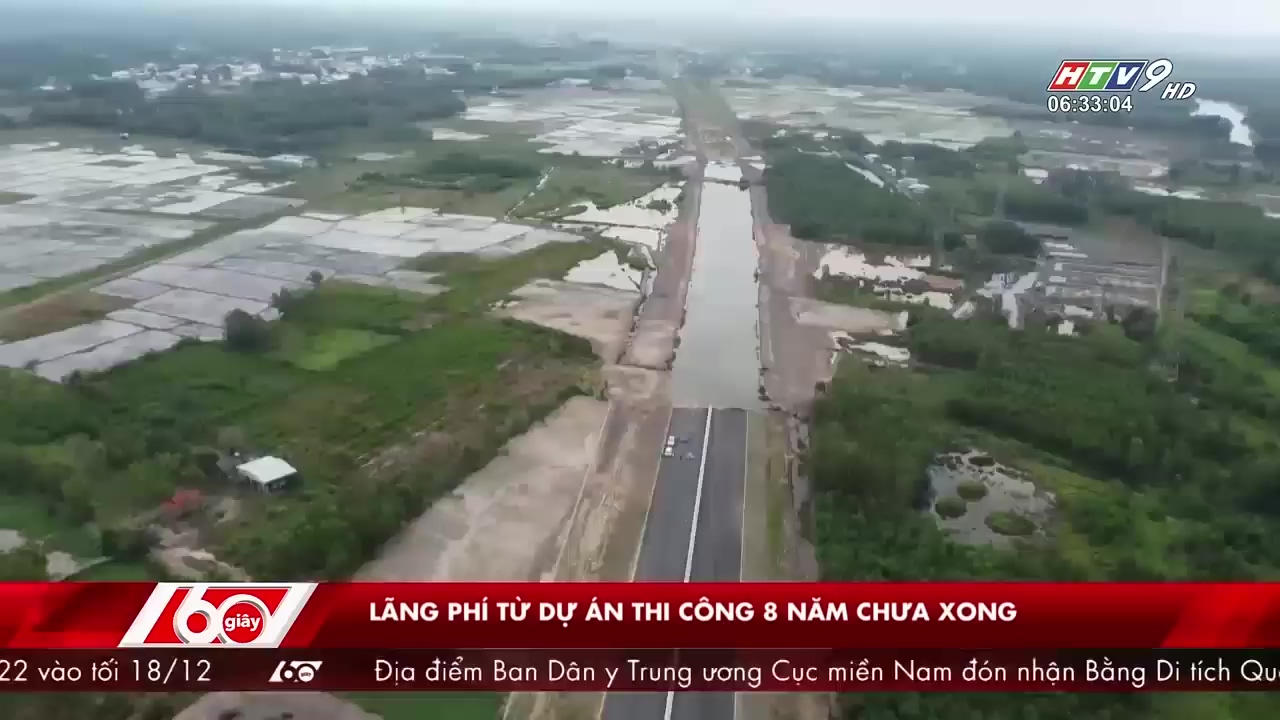 HTV9 HD
06:33:04
60 giây
LÃNG PHÍ TỪ DỰ ÁN THI CÔNG 8 NĂM CHƯA XONG
22 vào tối 18/12 60 Địa điểm Ban Dân y Trung ương Cục miền Nam đón nhận Bằng Di tích